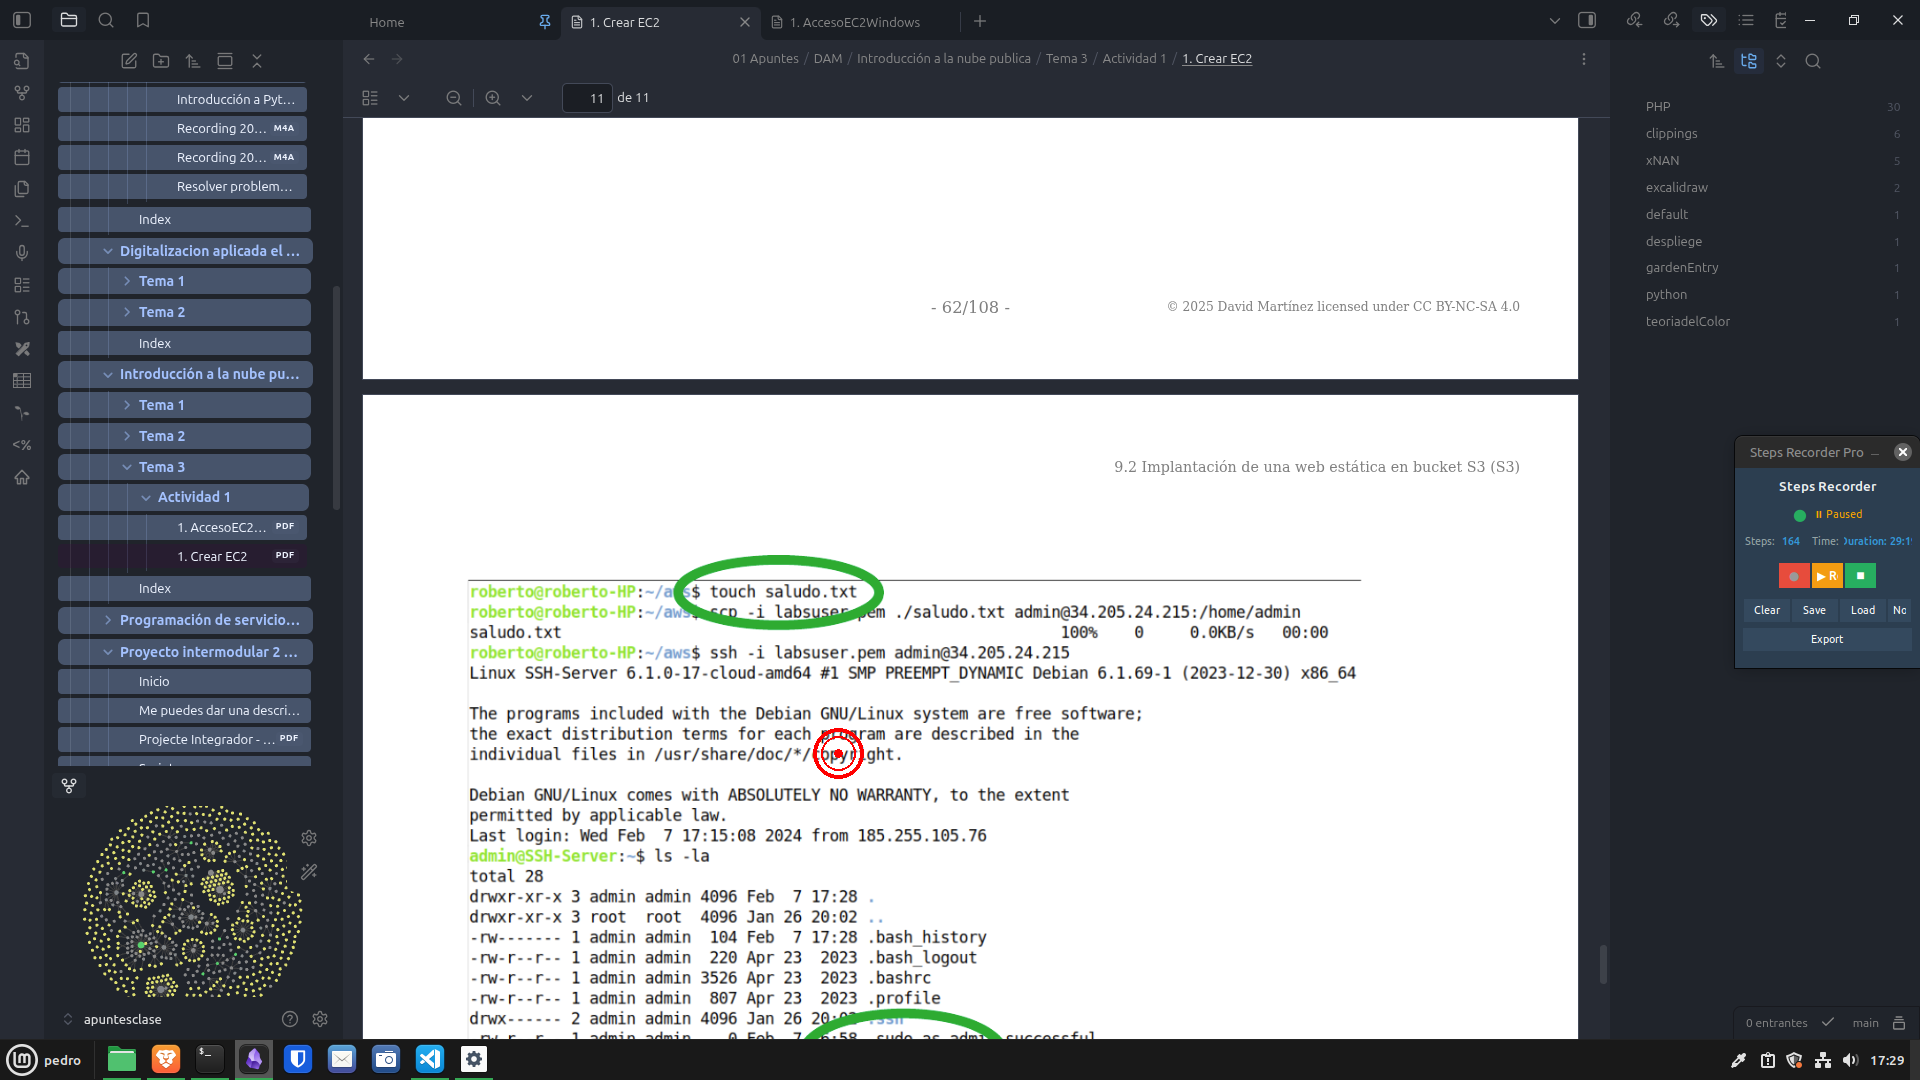 Home
1. Crear EC2
1. AccesoEC2Windows
01 Apuntes / DAM / Introducción a la nube publica / Tema 3 / Actividad 1 / 1. Crear EC2
11 de 11
Introducción a Pyt...
Recording 20... M4A
Recording 20... M4A
Resolver problem...
Index
Digitalizacion aplicada el ...
Tema 1
Tema 2
Index
Introducción a la nube pu...
Tema 1
Tema 2
Tema 3
Actividad 1
1. AccesoEC2... PDF
1. Crear EC2 PDF
Index
Programación de servicio...
Proyecto intermodular 2 ...
Inicio
Me puedes dar una descri...
Projecte Integrador - ... PDF
apuntesclase
- 62/108 -
© 2025 David Martínez licensed under CC BY-NC-SA 4.0
9.2 Implantación de una web estática en bucket S3 (S3)
roberto@roberto-HP:~/aws$ touch saludo.txt
roberto@roberto-HP:~/aws$ scp -i labsuser.pem ./saludo.txt admin@34.205.24.215:/home/admin
saludo.txt 100% 0 0.0KB/s 00:00
roberto@roberto-HP:~/aws$ ssh -i labsuser.pem admin@34.205.24.215
Linux SSH-Server 6.1.0-17-cloud-amd64 #1 SMP PREEMPT_DYNAMIC Debian 6.1.69-1 (2023-12-30) x86_64
The programs included with the Debian GNU/Linux system are free software;
the exact distribution terms for each program are described in the
individual files in /usr/share/doc/*/copyright.
Debian GNU/Linux comes with ABSOLUTELY NO WARRANTY, to the extent
permitted by applicable law.
Last login: Wed Feb 7 17:15:08 2024 from 185.255.105.76
admin@SSH-Server:~$ ls -la
total 28
drwxr-xr-x 3 admin admin 4096 Feb 7 17:28 .
drwxr-xr-x 3 root root 4096 Jan 26 20:02 ..
-rw------- 1 admin admin 104 Feb 7 17:28 .bash_history
-rw-r--r-- 1 admin admin 220 Apr 23 2023 .bash_logout
-rw-r--r-- 1 admin admin 3526 Apr 23 2023 .bashrc
-rw-r--r-- 1 admin admin 807 Apr 23 2023 .profile
drwx------ 2 admin admin 4096 Jan 26 20:02 .ssh
-rw-r--r-- 1 admin admin 0 Feb 7 :58 .sudo_as_admin_successful
PHP 30
clippings 6
xNAN 5
excalidraw 2
default 1
despliege 1
gardenEntry 1
python 1
teoriadelColor 1
Steps Recorder Pro
Steps Recorder
Paused
Steps: 164 Time: Duration: 29:1
R
Clear Save Load No
Export
0 entrantes main
pedro
17:29